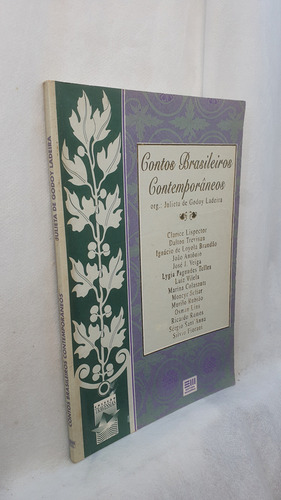 Contos Brasileiros
Contemporâneos
org.: Julieta de Godoy Ladeira
Clarice Lispector
Dalton Trevisan
Ignácio de Loyola Brandão
João Antônio
José J. Veiga
Lygia Fagundes Telles
Luiz Vilela
Marina Colasanti
Moacyr Scliar
Murilo Rubião
Osman Lins
Ricardo Ramos
Sérgio Sant'Anna
JULIETA DE GODOY LADEIRA
CONTOS BRASILEIROS CONTEMPORÂNEOS